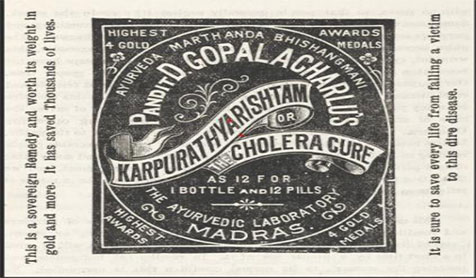 This is a sovereign Remedy and worth its weight in
gold and more. It has saved Thousands of lives.
HIGHEST AWARDS
4 GOLD MEDALS
AYURVEDA MARTHANDA BHISHANGMANI
PANDIT D. GOPALACHARLU'S
KARPURATHYARISHTAM
OR
THE CHOLERA CURE
AS 12 FOR
1 BOTTLE AND 12 PILLS
THE AYURVEDIC LABORATORY
MADRAS.
HIGHEST
AWARDS
4 GOLD
MEDALS
It is sure to save every life from falling a victim
to this dire disease.